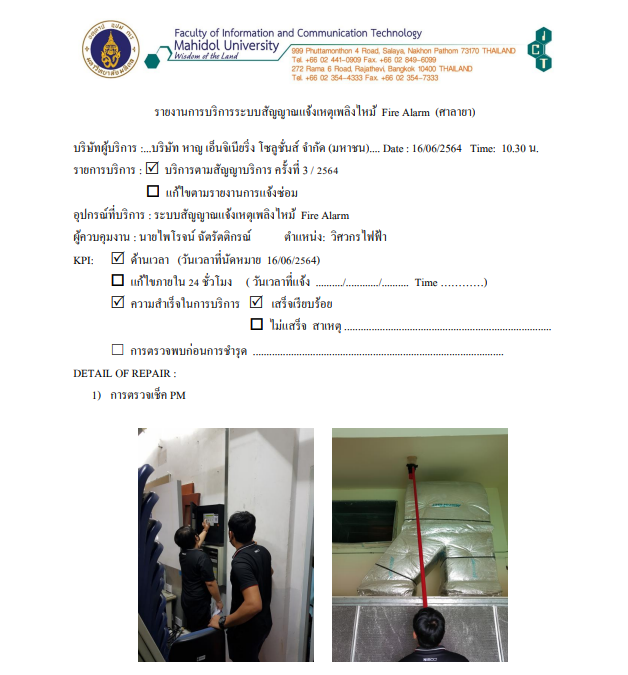 Faculty of Information and Communication Technology
Mahidol University
Wisdom of the Land
999 Phuttamonthon 4 Road, Salaya, Nakhon Pathom 73170 THAILAND
Tel. +66 02 441-0909 Fax. +66 02 849-6099
272 Rama 6 Road, Rajathevi, Bangkok 10400 THAILAND
Tel. +66 02 354-4333 Fax. +66 02 354-7333
ICT
รายงานการบริการระบบสัญญาณแจ้งเหตุเพลิงไหม้ Fire Alarm (ศาลายา)
บริษัทผู้บริการ :...บริษัท หาญ เอ็นจิเนียริ่ง โซลูชั่นส์ จำกัด (มหาชน).... Date : 16/06/2564 Time: 10.30 น.
รายการบริการ : ☑ บริการตามสัญญาบริการ ครั้งที่ 3 / 2564
☐ แก้ไขตามรายงานการแจ้งซ่อม
อุปกรณ์ที่บริการ : ระบบสัญญาณแจ้งเหตุเพลิงไหม้ Fire Alarm
ผู้ควบคุมงาน : นายไพโรจน์ ฉัตรัตติกรณ์ ตำแหน่ง: วิศวกรไฟฟ้า
KPI: ☑ ด้านเวลา (วันเวลาที่นัดหมาย 16/06/2564)
☐ แก้ไขภายใน 24 ชั่วโมง ( วันเวลาที่แจ้ง ........../............/.......... Time …………)
☑ ความสำเร็จในการบริการ ☑ เสร็จเรียบร้อย
☐ ไม่แสร็จ สาเหตุ ............................................................................
☐ การตรวจพบก่อนการชำรุด ............................................................................................
DETAIL OF REPAIR :
1) การตรวจเช็ค PM